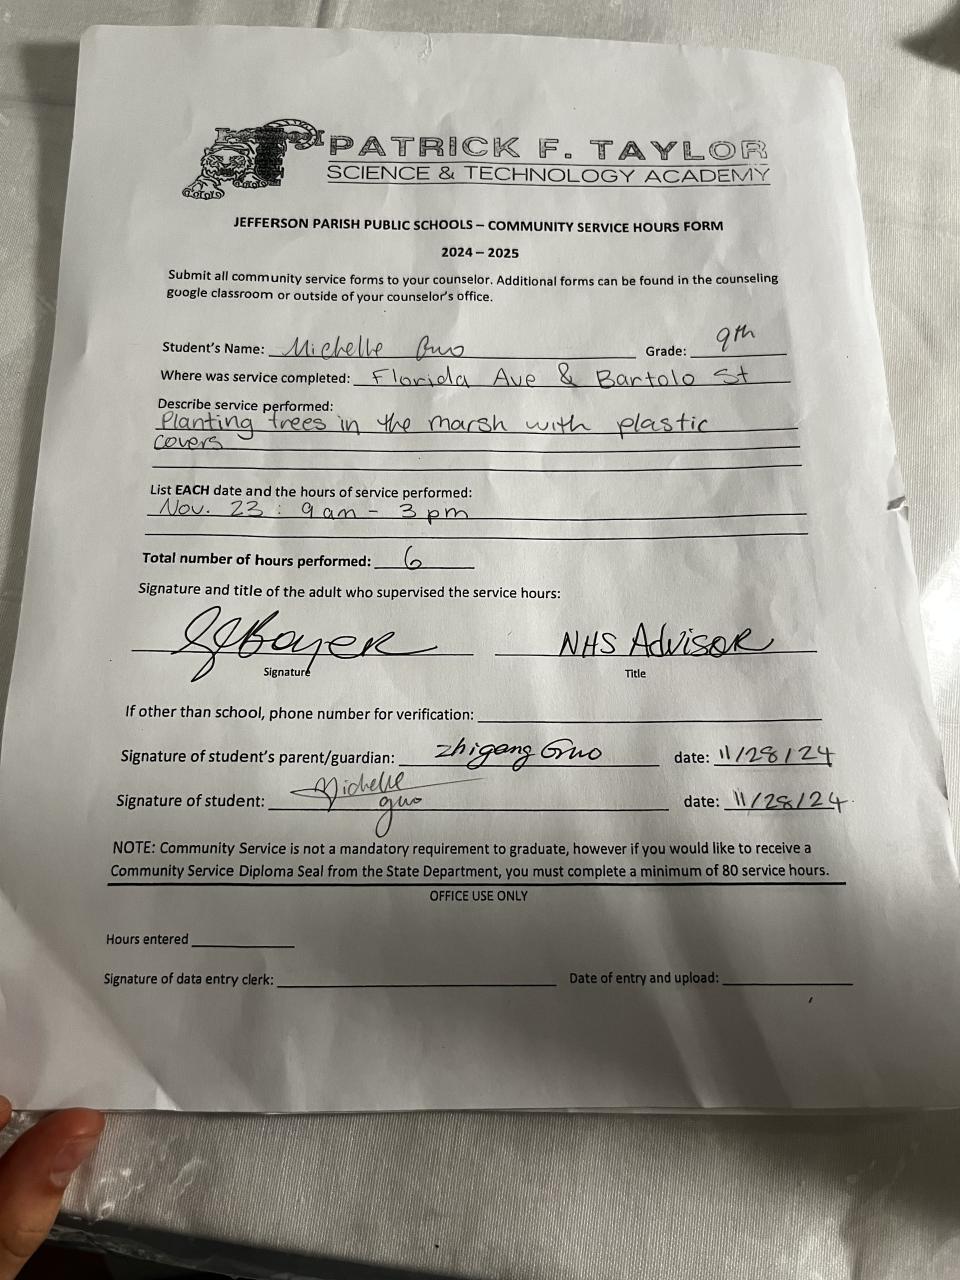 PATRICK F. TAYLOR
SCIENCE & TECHNOLOGY ACADEMY
JEFFERSON PARISH PUBLIC SCHOOLS – COMMUNITY SERVICE HOURS FORM
2024 – 2025
Submit all community service forms to your counselor. Additional forms can be found in the counseling
google classroom or outside of your counselor's office.
Student's Name: Michelle Guo Grade: 9th
Where was service completed: Florida Ave & Bartolo St
Describe service performed:
Planting trees in the marsh with plastic
covers
List EACH date and the hours of service performed:
Nov. 23 : 9 am - 3 pm
Total number of hours performed: 6
Signature and title of the adult who supervised the service hours:
Boyer NHS Advisor
Signature Title
If other than school, phone number for verification:
Signature of student's parent/guardian: Zhigang Guo date: 11/28/24
Signature of student: Michelle date: 11/28/24
guo
NOTE: Community Service is not a mandatory requirement to graduate, however if you would like to receive a
Community Service Diploma Seal from the State Department, you must complete a minimum of 80 service hours.
OFFICE USE ONLY
Hours entered
Signature of data entry clerk: Date of entry and upload: